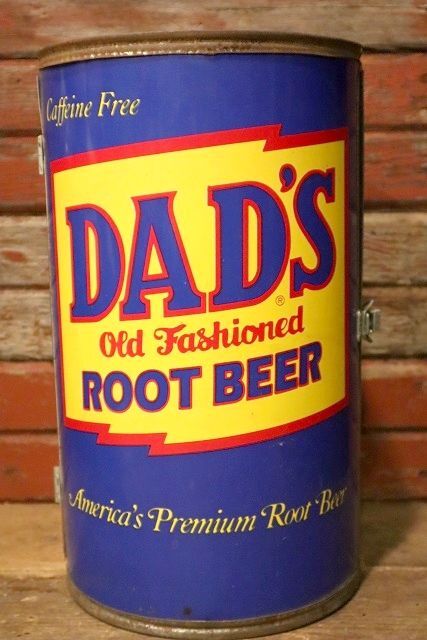 Caffeine Free
DAD'S®
Old Fashioned
ROOT BEER
America's Premium Root Beer